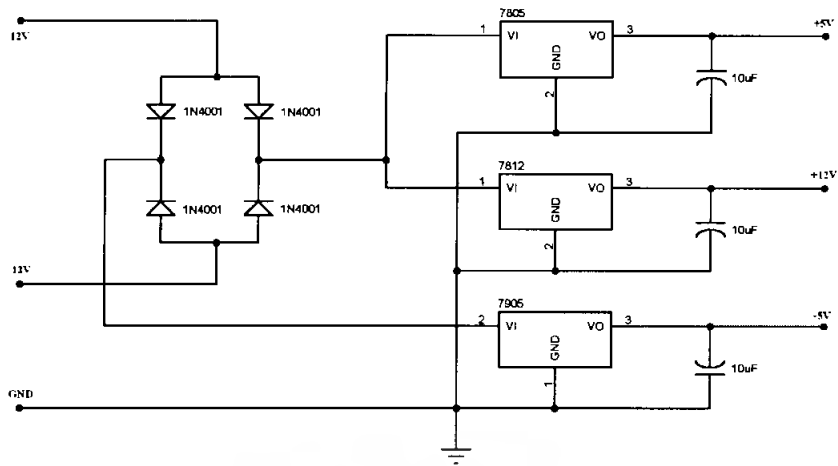 12V
7805
1
VI
VO
3
+5V
GND
2
10uF
1N4001
1N4001
7812
1
VI
VO
3
+12V
GND
2
10uF
1N4001
1N4001
12V
7905
2
VI
VO
3
-5V
GND
1
10uF
GND